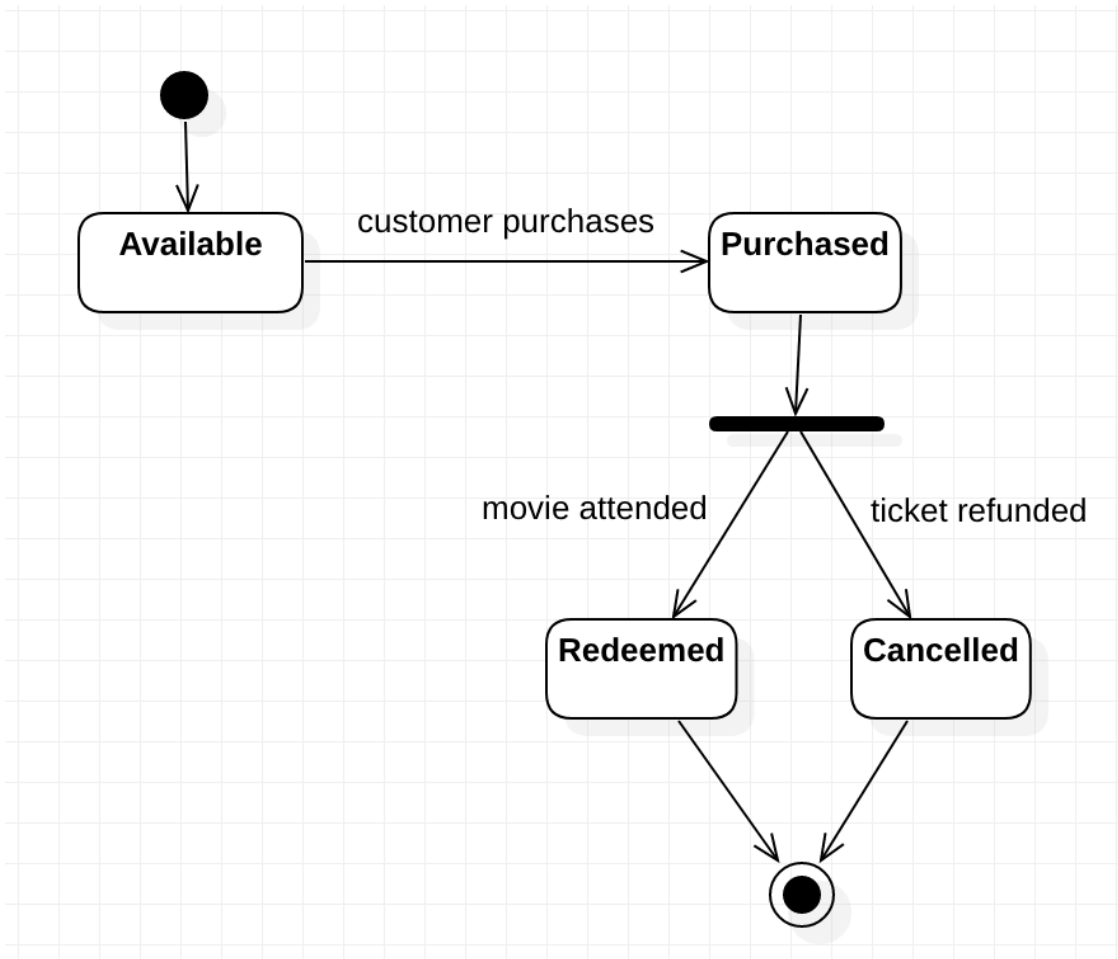 Available
customer purchases
Purchased
movie attended
ticket refunded
Redeemed
Cancelled